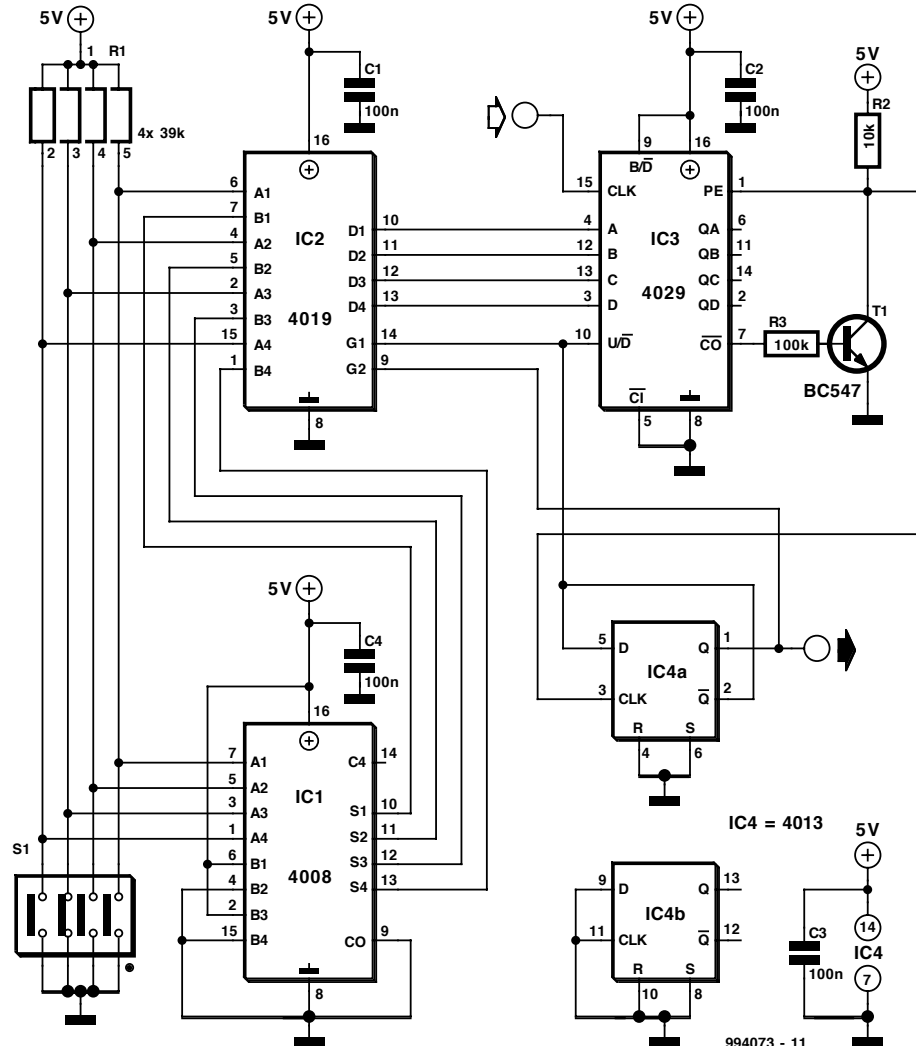 5V
5V
5V
5V
1
R1
C1
100n
C2
100n
R2
10k
4x 39k
2
3
4
5
16
9
16
B/D̅
6
A1
7
B1
4
A2
5
B2
2
A3
3
B3
15
A4
1
B4
IC2
4019
D1
10
D2
11
D3
12
D4
13
G1
14
G2
9
8
15
CLK
4
A
12
B
13
C
3
D
10
U/D̅
IC3
4029
PE
1
QA
6
QB
11
QC
14
QD
2
C̅O̅
7
C̅I̅
5
8
R3
100k
T1
BC547
5V
C4
100n
16
7
A1
5
A2
3
A3
1
A4
6
B1
4
B2
2
B3
15
B4
IC1
4008
C4
14
S1
10
S2
11
S3
12
S4
13
CO
9
8
S1
5
D
3
CLK
IC4a
Q
1
Q̅
2
R
S
4
6
IC4 = 4013
9
D
11
CLK
IC4b
Q
13
Q̅
12
R
S
10
8
5V
C3
100n
14
IC4
7
994073 - 11